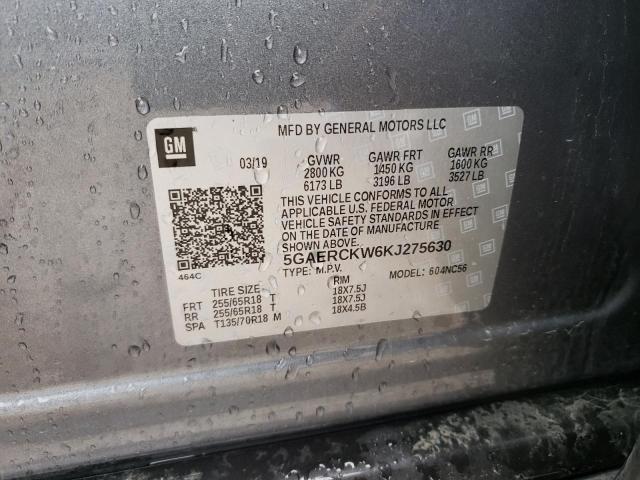 GM
MFD BY GENERAL MOTORS LLC
03/19 GVWR GAWR FRT GAWR RR
2800 KG 1450 KG 1600 KG
6173 LB 3196 LB 3527 LB
THIS VEHICLE CONFORMS TO ALL
APPLICABLE U.S. FEDERAL MOTOR
VEHICLE SAFETY STANDARDS IN EFFECT
ON THE DATE OF MANUFACTURE
SHOWN ABOVE.
5GAERCKW6KJ275630
464C TYPE: M.P.V. MODEL: 604NC56
TIRE SIZE: RIM
FRT 255/65R18 T 18X7.5J
RR 255/65R18 T 18X7.5J
SPA T135/70R18 M 18X4.5B